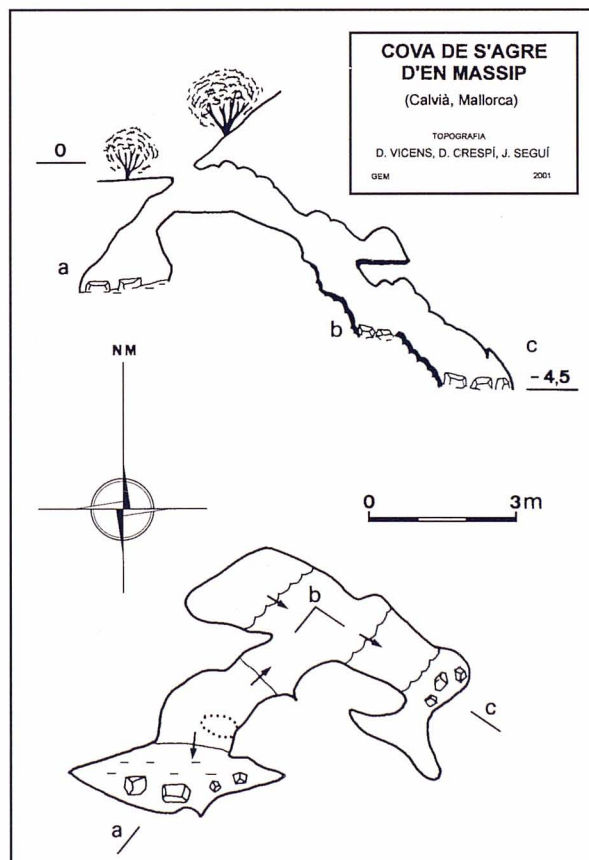 COVA DE S'AGRE
D'EN MASSIP
(Calvià, Mallorca)
TOPOGRAFIA
D. VICENS, D. CRESPÍ, J. SEGUÍ
GEM 2001
0
a
b
c
- 4,5
NM
0 3m
b
c
a